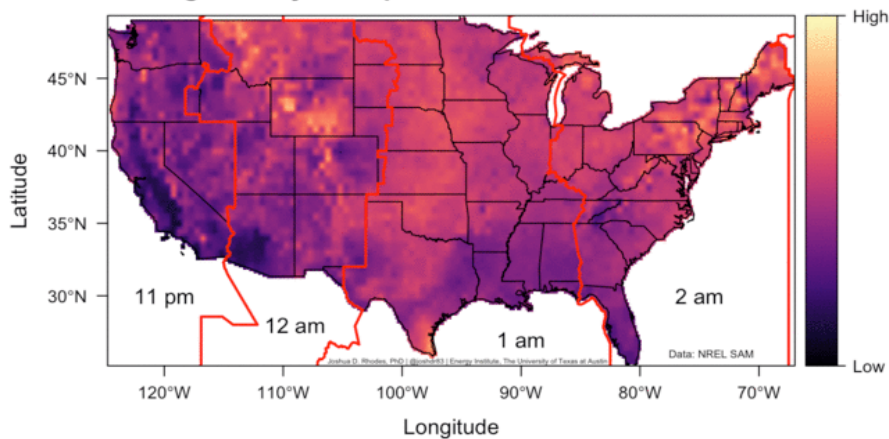 High
45°N
40°N
35°N
30°N
Latitude
11 pm
12 am
1 am
2 am
Joshua D. Rhodes, PhD | @joshdr83 | Energy Institute, The University of Texas at Austin
Data: NREL SAM
Low
120°W
110°W
100°W
90°W
80°W
70°W
Longitude